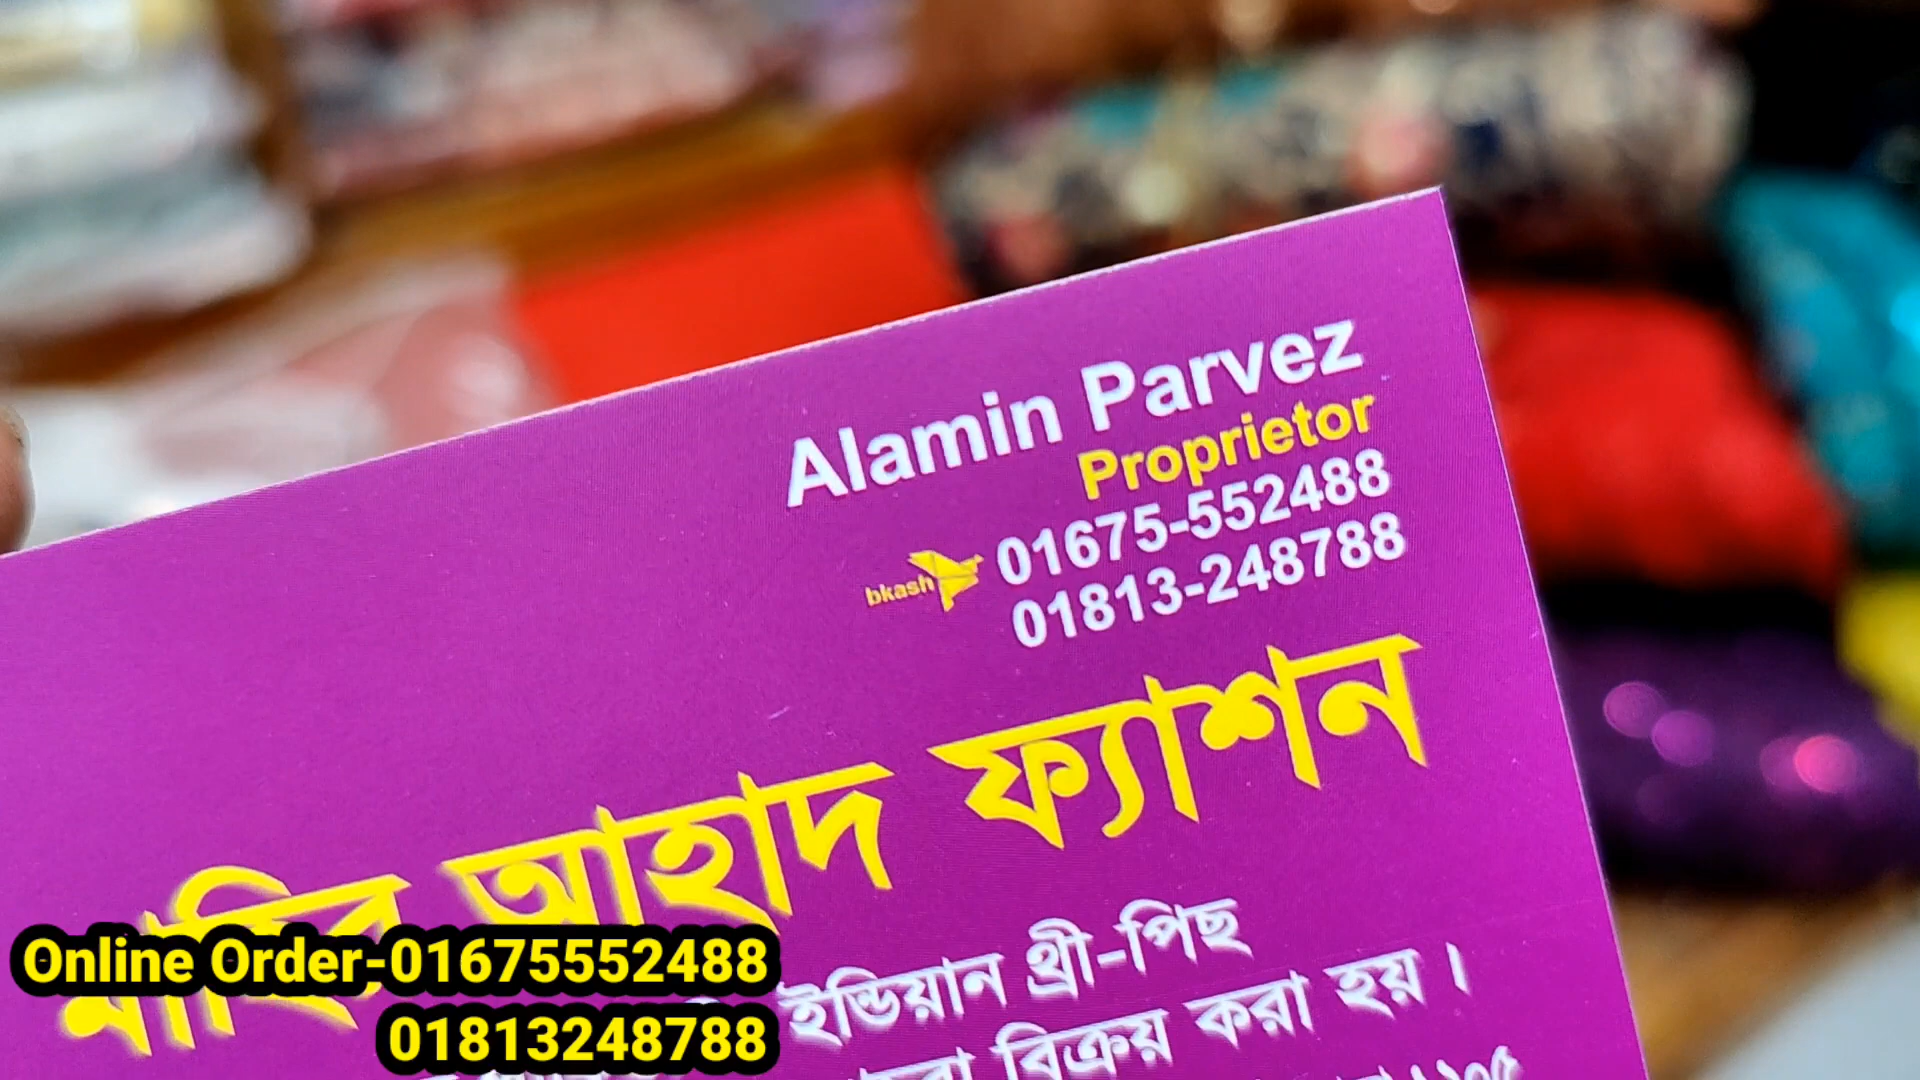 Alamin Parvez
Proprietor
bkash 01675-552488
01813-248788
মাহির আহাদ ফ্যাশন
ইন্ডিয়ান থ্রী-পিছ
বিক্রয় করা হয় ।
Online Order-01675552488
01813248788